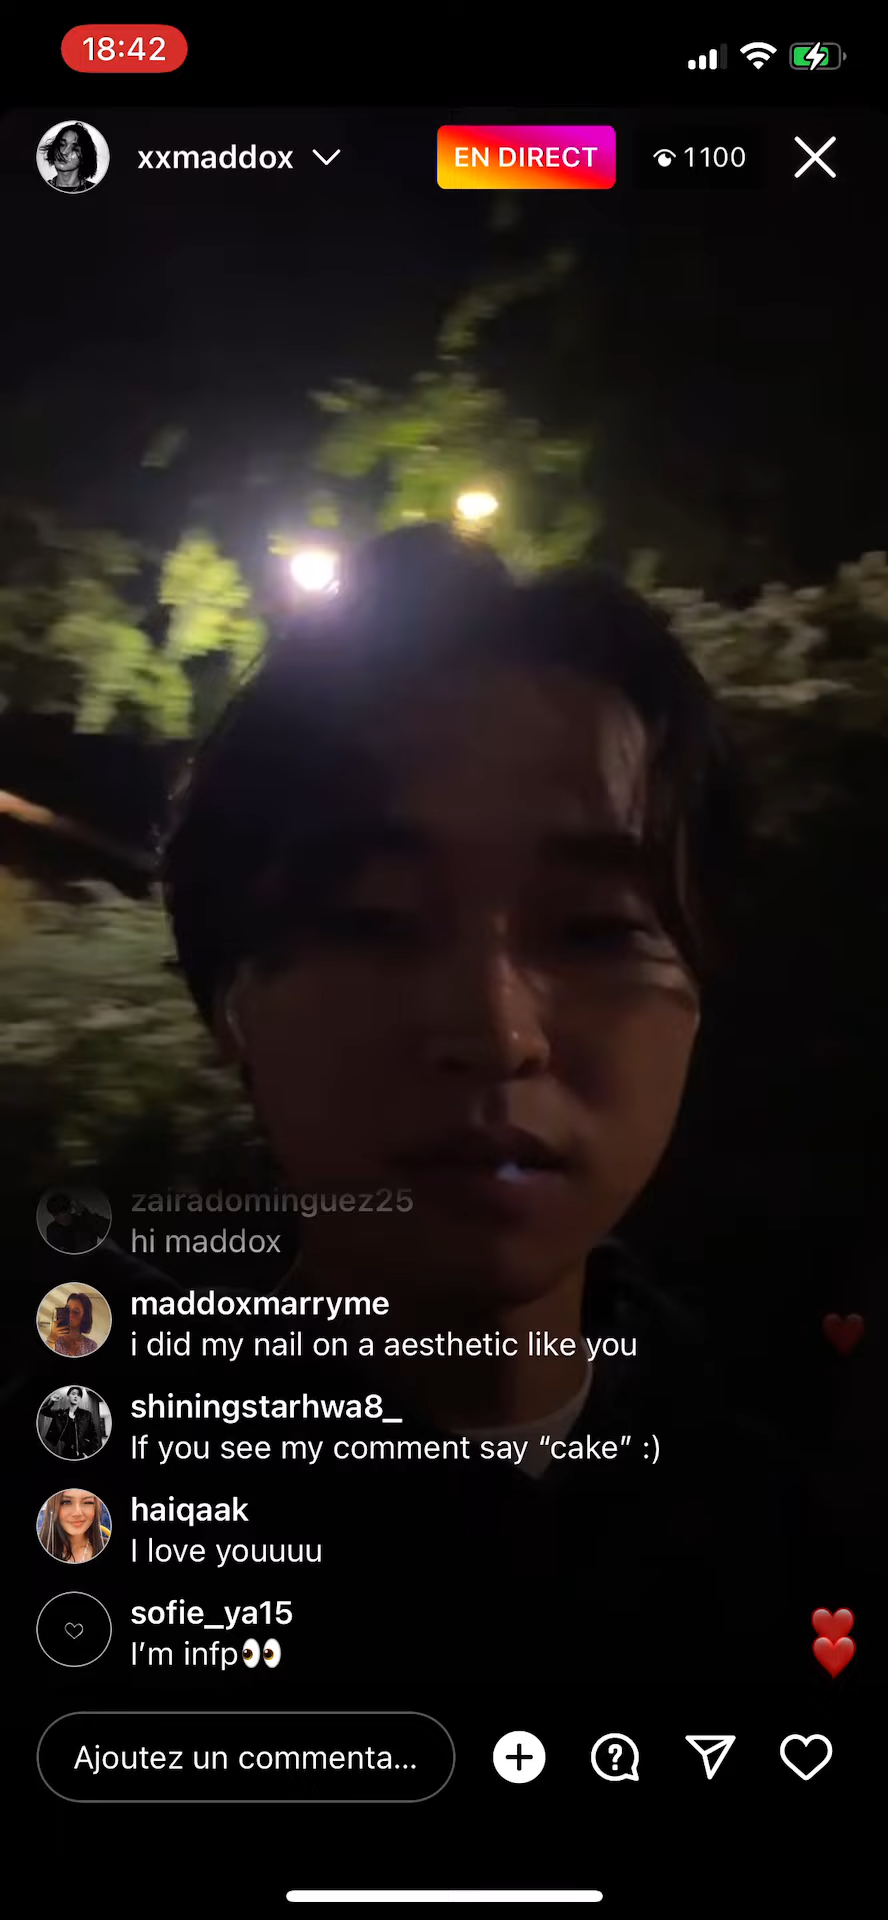 18:42
xxmaddox
EN DIRECT
1100
zairadominguez25
hi maddox
maddoxmarryme
i did my nail on a aesthetic like you
shiningstarhwa8_
If you see my comment say “cake” :)
haiqaak
I love youuuu
sofie_ya15
I’m infp👀
Ajoutez un commenta...